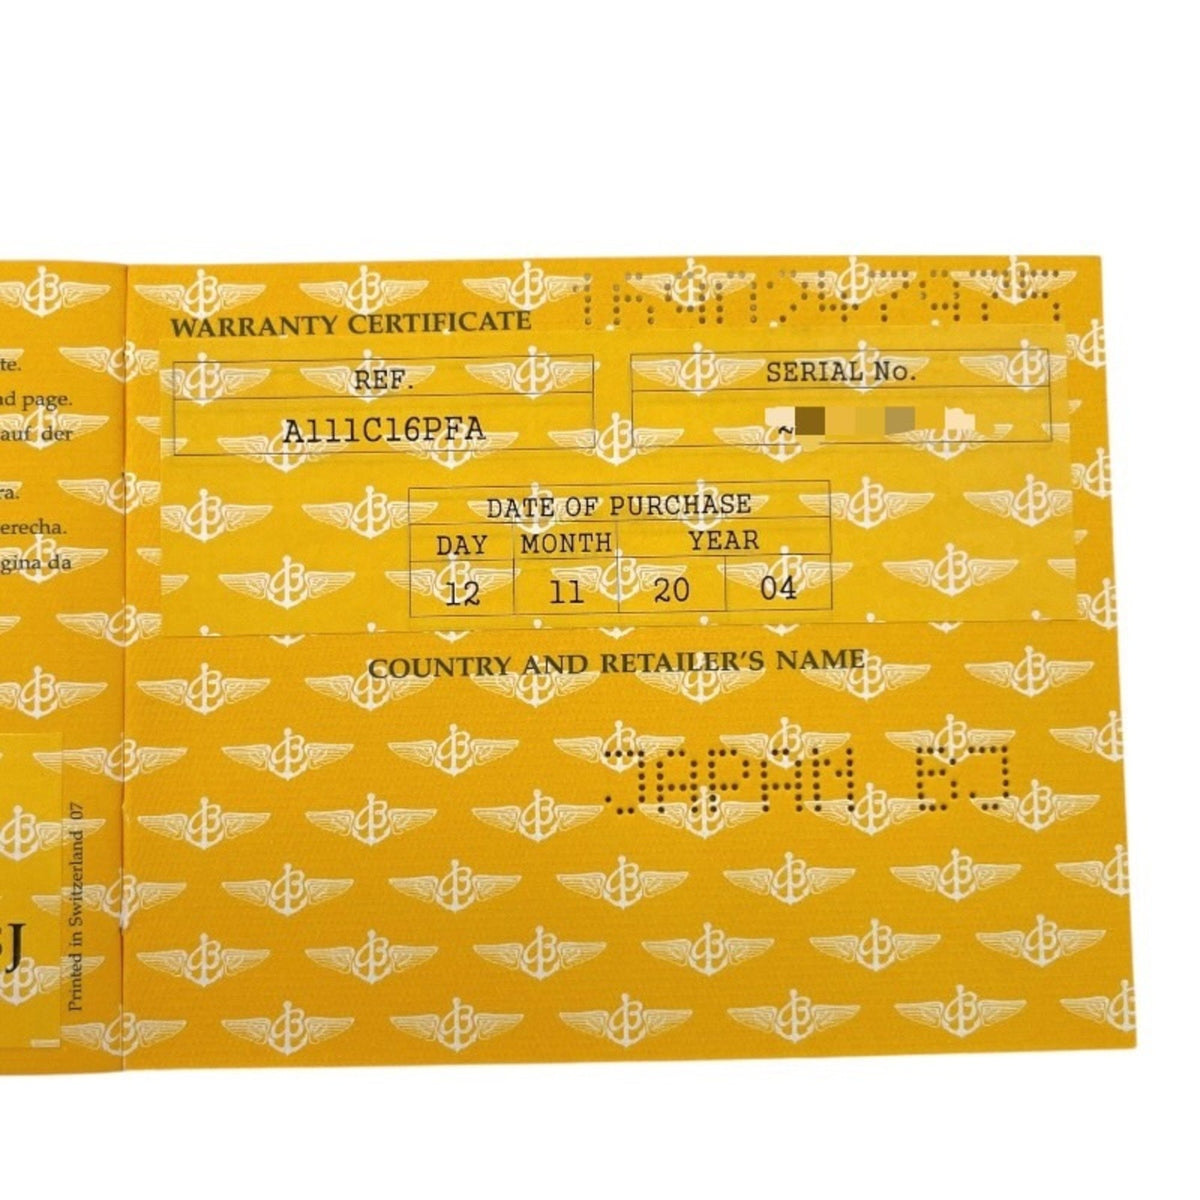 te.
nd page.
auf der
ra.
erecha.
gina da
Printed in Switzerland 07
WARRANTY CERTIFICATE
REF.
A111C16PFA
SERIAL No.
~
DATE OF PURCHASE
DAY MONTH YEAR
12 11 20 04
COUNTRY AND RETAILER'S NAME
JAPAN BJ